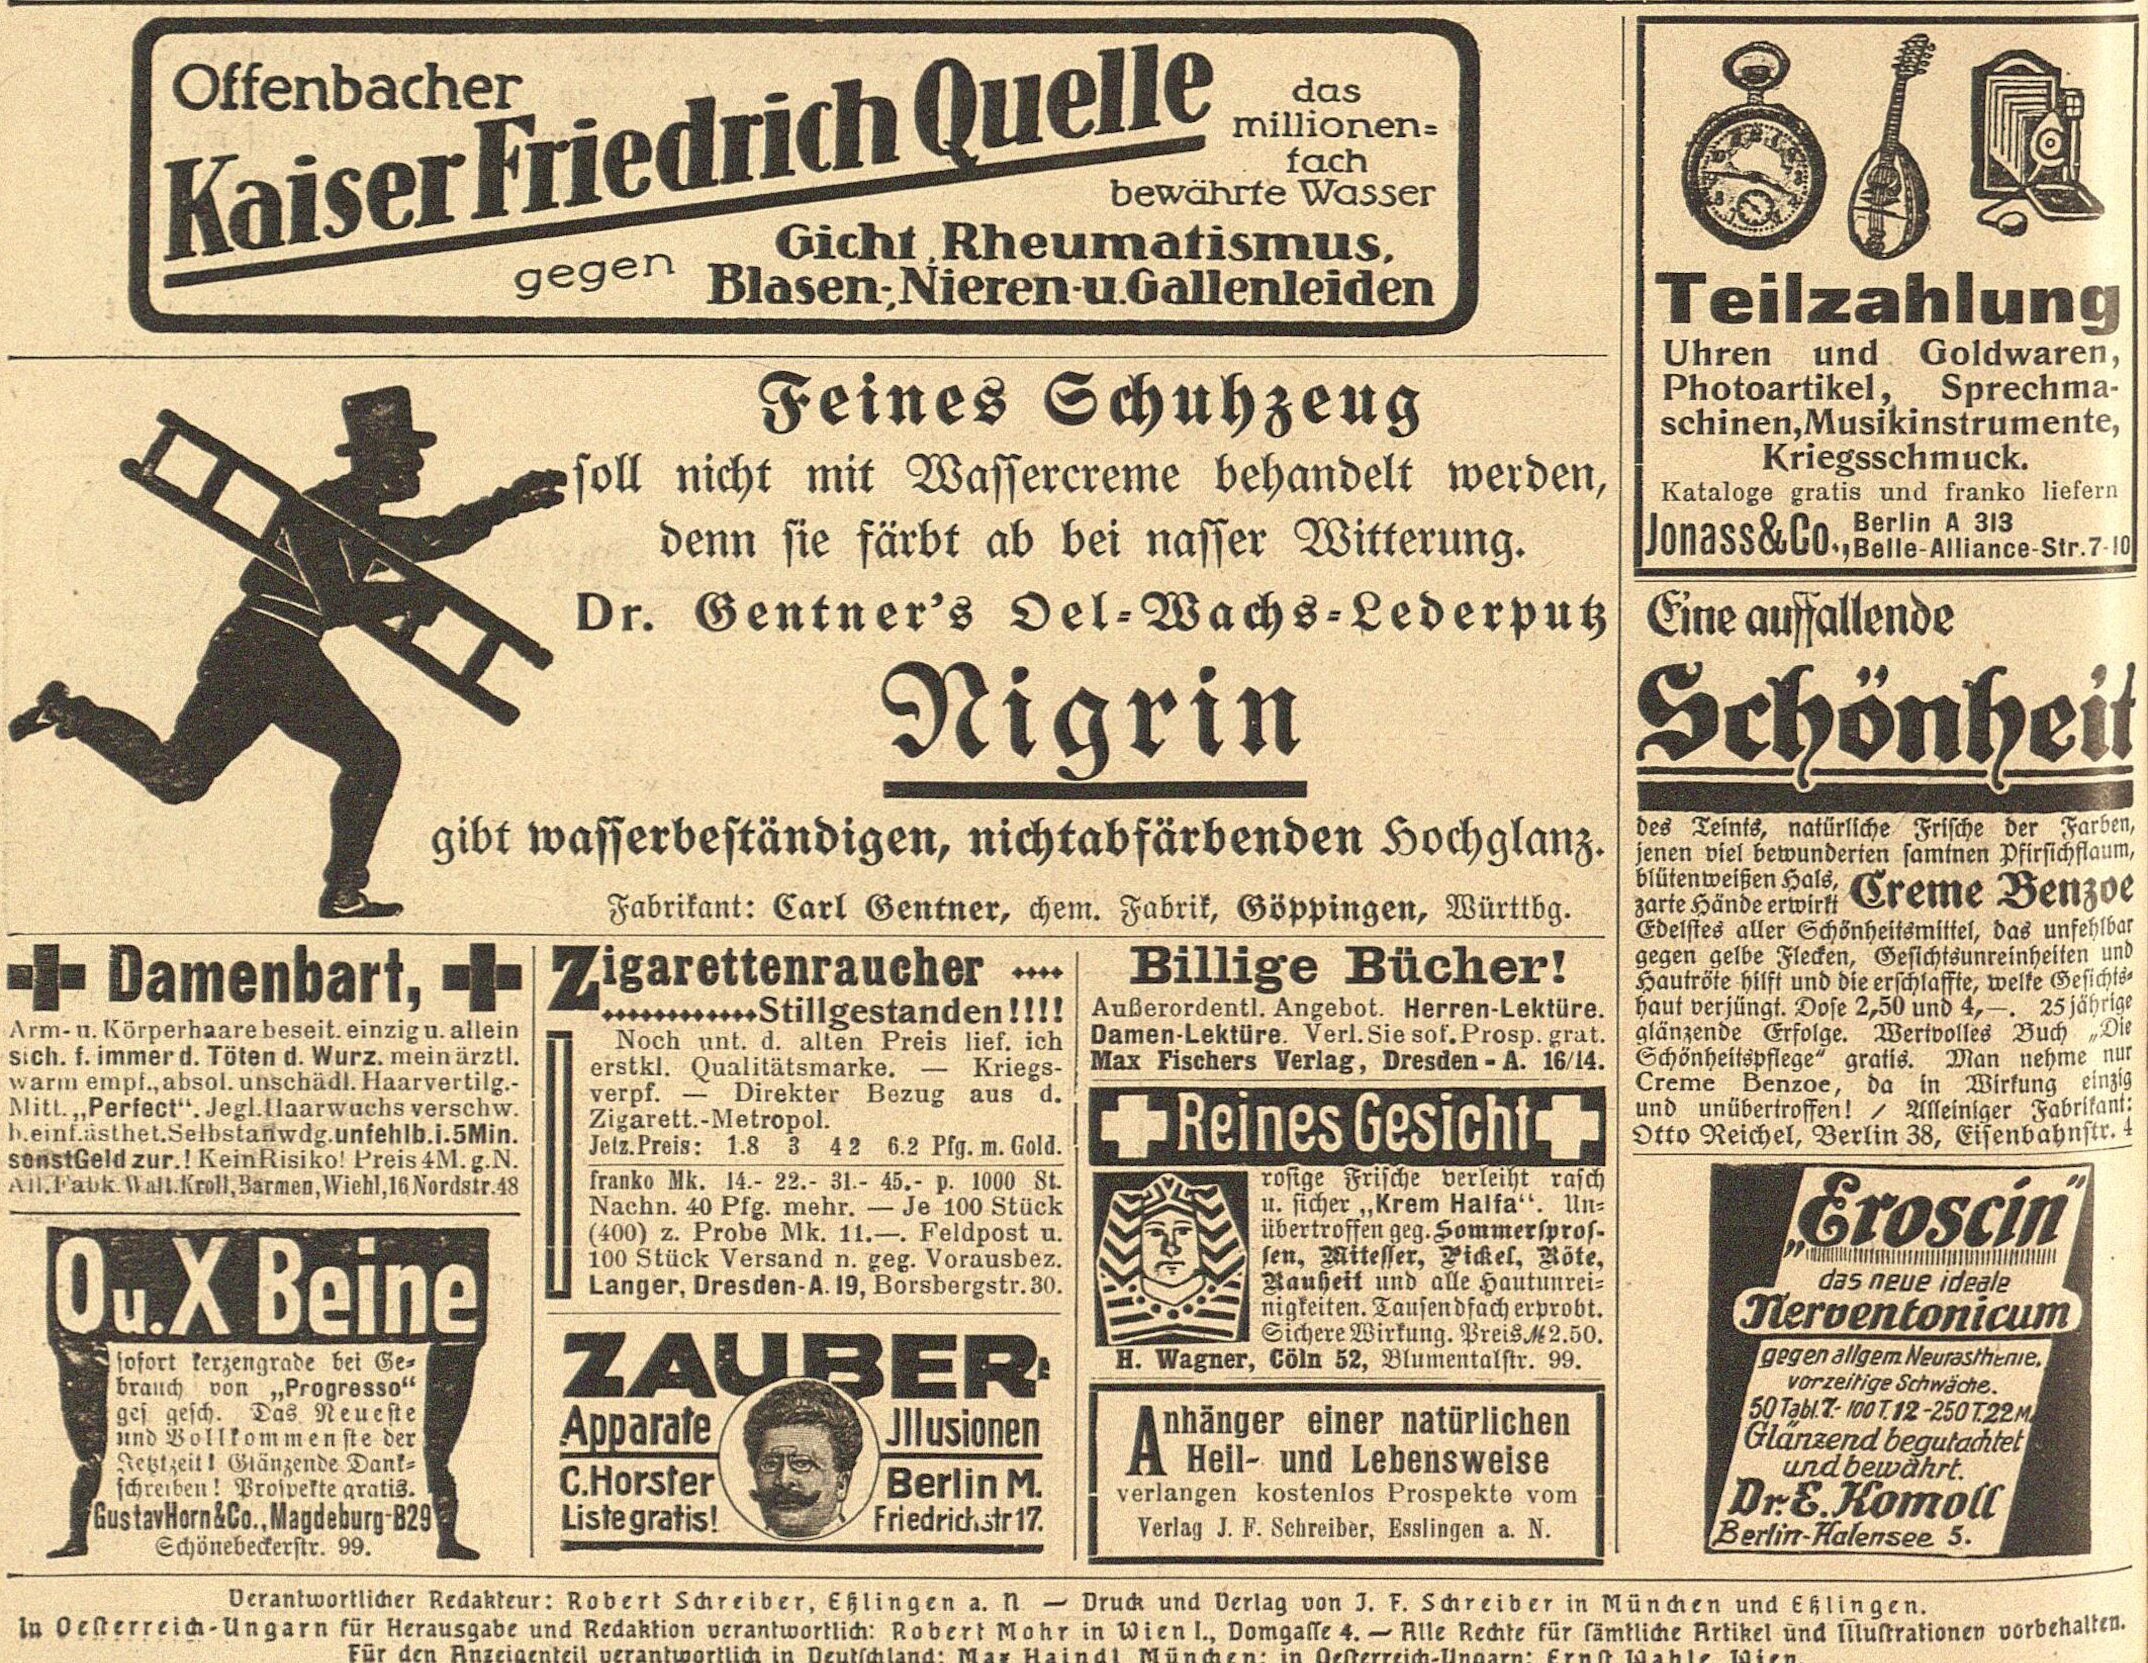 Offenbacher
Kaiser Friedrich Quelle
das
millionen=
fach
bewährte Wasser
gegen
Gicht, Rheumatismus,
Blasen-, Nieren- u. Gallenleiden
Feines Schuhzeug
soll nicht mit Wassercreme behandelt werden,
denn sie färbt ab bei nasser Witterung.
Dr. Gentner's Oel-Wachs-Lederputz
Nigrin
gibt wasserbeständigen, nichtabfärbenden Hochglanz.
Fabrikant: Carl Gentner, chem. Fabrik, Göppingen, Württbg.
Teilzahlung
Uhren und Goldwaren,
Photoartikel, Sprechma-
schinen, Musikinstrumente,
Kriegsschmuck.
Kataloge gratis und franko liefern
Jonass & Co., Berlin A 313
Belle-Alliance-Str. 7-10
Eine auffallende
Schönheit
des Teints, natürliche Frische der Farben,
jenen viel bewunderten samtnen Pfirsichflaum,
blütenweißen Hals,
zarte Hände erwirkt Creme Benzoe
Edelstes aller Schönheitsmittel, das unfehlbar
gegen gelbe Flecken, Gesichtsunreinheiten und
Hautröte hilft und die erschlaffte, welke Gesichts-
haut verjüngt. Dose 2,50 und 4,—. 25jährige
glänzende Erfolge. Wertvolles Buch „Die
Schönheitspflege“ gratis. Man nehme nur
Creme Benzoe, da in Wirkung einzig
und unübertroffen! / Alleiniger Fabrikant:
Otto Reichel, Berlin 38, Eisenbahnstr. 4
Damenbart,
Arm- u. Körperhaare beseit. einzig u. allein
sich. f. immer d. Töten d. Wurz. mein ärztl.
warm empf., absol. unschädl. Haarvertilg.-
Mitt. „Perfect“. Jegl. Haarwuchs verschw.
b. einf. ästhet. Selbstanwdg. unfehlb. i. 5 Min.
sonst Geld zur.! Kein Risiko! Preis 4 M. g. N.
All. Fabk. Walt. Kroll, Barmen, Wichl, 16 Nordstr. 48
O u. X Beine
sofort kerzengrade bei Ge-
brauch von „Progresso“
ges gesch. Das Neueste
und Vollkommenste der
Jetztzeit! Glänzende Dank-
schreiben! Prospekte gratis.
Gustav Horn & Co., Magdeburg-B29
Schönebeckerstr. 99.
Zigarettenraucher ....
............Stillgestanden!!!!
Noch unt. d. alten Preis lief. ich
erstkl. Qualitätsmarke. — Kriegs-
verpf. — Direkter Bezug aus d.
Zigarett.-Metropol.
Jetz. Preis: 1.8 3 4 2 6.2 Pfg. m. Gold.
franko Mk. 14.- 22.- 31.- 45.- p. 1000 St.
Nachn. 40 Pfg. mehr. — Je 100 Stück
(400) z. Probe Mk. 11.—. Feldpost u.
100 Stück Versand n. geg. Vorausbez.
Langer, Dresden-A. 19, Borsbergstr. 30.
ZAUBER-
Apparate Jllusionen
C. Horster Berlin M.
Liste gratis! Friedrichstr 17.
Billige Bücher!
Außerordentl. Angebot. Herren-Lektüre.
Damen-Lektüre. Verl. Sie sof. Prosp. grat.
Max Fischers Verlag, Dresden - A. 16/14.
Reines Gesicht
rosige Frische verleiht rasch
u. sicher „Krem Halfa“. Un-
übertroffen geg. Sommerspros-
sen, Mitesser, Pickel, Röte,
Rauheit und alle Hautunrei-
nigkeiten. Tausendfach erprobt.
Sichere Wirkung. Preis M 2.50.
H. Wagner, Cöln 52, Blumentalstr. 99.
Anhänger einer natürlichen
Heil- und Lebensweise
verlangen kostenlos Prospekte vom
Verlag J. F. Schreiber, Esslingen a. N.
„Eroscin“
das neue ideale
Nerventonicum
gegen allgem. Neurasthenie,
vorzeitige Schwäche.
50 Tabl. 7.- 100 T. 12 - 250 T. 22 M.
Glänzend begutachtet
und bewährt.
Dr. E. Komoll
Berlin-Halensee 5.
Verantwortlicher Redakteur: Robert Schreiber, Eßlingen a. N — Druck und Verlag von J. F. Schreiber in München und Eßlingen.
In Oesterreich-Ungarn für Herausgabe und Redaktion verantwortlich: Robert Mohr in Wien I., Domgasse 4. — Alle Rechte für sämtliche Artikel und Illustrationen vorbehalten.
Für den Anzeigenteil verantwortlich in Deutschland: Max Haindl, München; in Oesterreich-Ungarn: Ernst Wahle, Wien